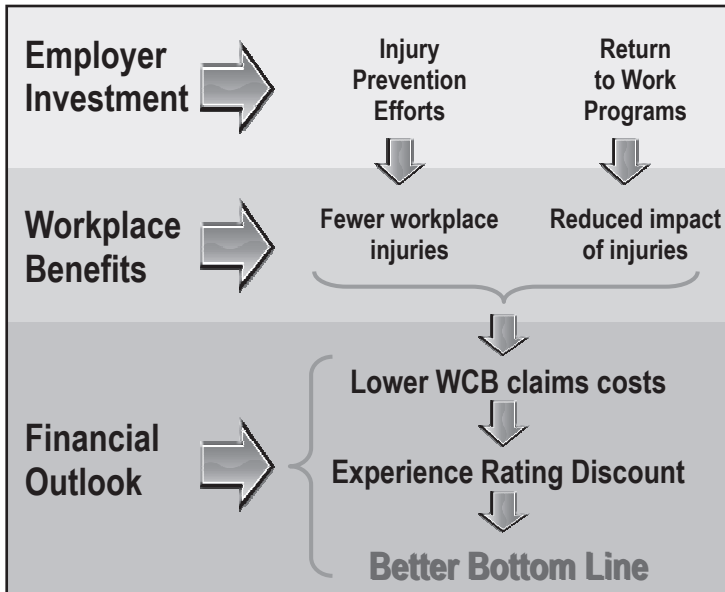 Employer
Investment
Injury
Prevention
Efforts
Return
to Work
Programs
Workplace
Benefits
Fewer workplace
injuries
Reduced impact
of injuries
Financial
Outlook
Lower WCB claims costs
Experience Rating Discount
Better Bottom Line